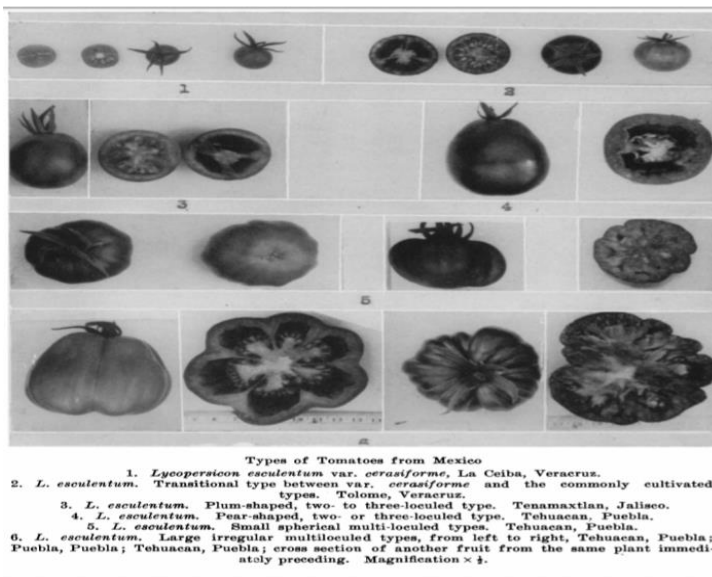 1
2
3
4
5
6
Types of Tomatoes from Mexico
1. Lycopersicon esculentum var. cerasiforme, La Ceiba, Veracruz.
2. L. esculentum. Transitional type between var. cerasiforme and the commonly cultivated
types. Tolome, Veracruz.
3. L. esculentum. Plum-shaped, two- to three-loculed type. Tenamaxtlan, Jalisco.
4. L. esculentum. Pear-shaped, two- or three-loculed type. Tehuacan, Puebla.
5. L. esculentum. Small spherical multi-loculed types. Tehuacan, Puebla.
6. L. esculentum. Large irregular multiloculed types, from left to right, Tehuacan, Puebla;
Puebla, Puebla; Tehuacan, Puebla; cross section of another fruit from the same plant immedi-
ately preceding. Magnification × ½.